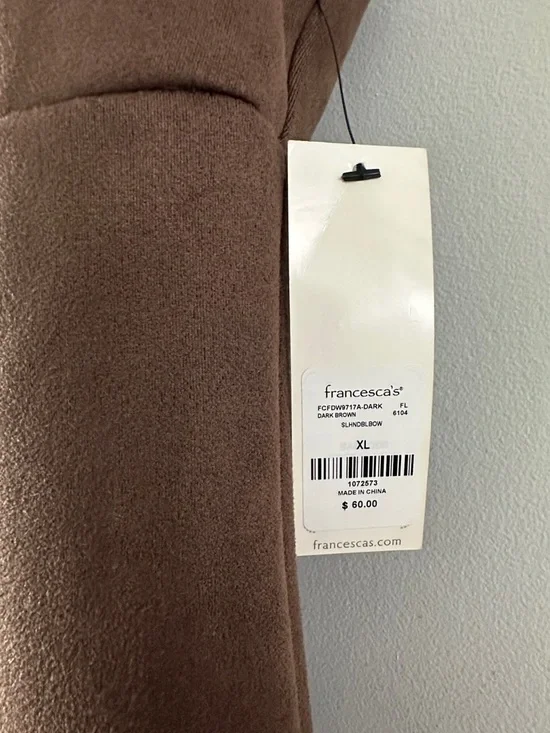 francesca's®
FCFDW9717A-DARK FL
DARK BROWN 6104
SLHNDBLBOW
XL
1072573
MADE IN CHINA
$ 60.00
francescas.com